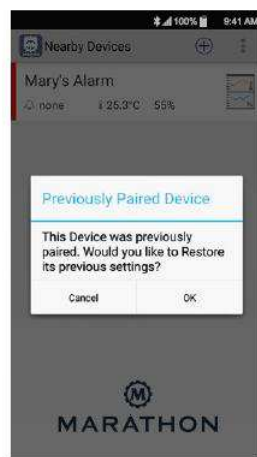 100% 9:41 AM
Nearby Devices
Mary's Alarm
none 25.3°C 55%
Previously Paired Device
This Device was previously
paired. Would you like to Restore
its previous settings?
Cancel OK
MARATHON